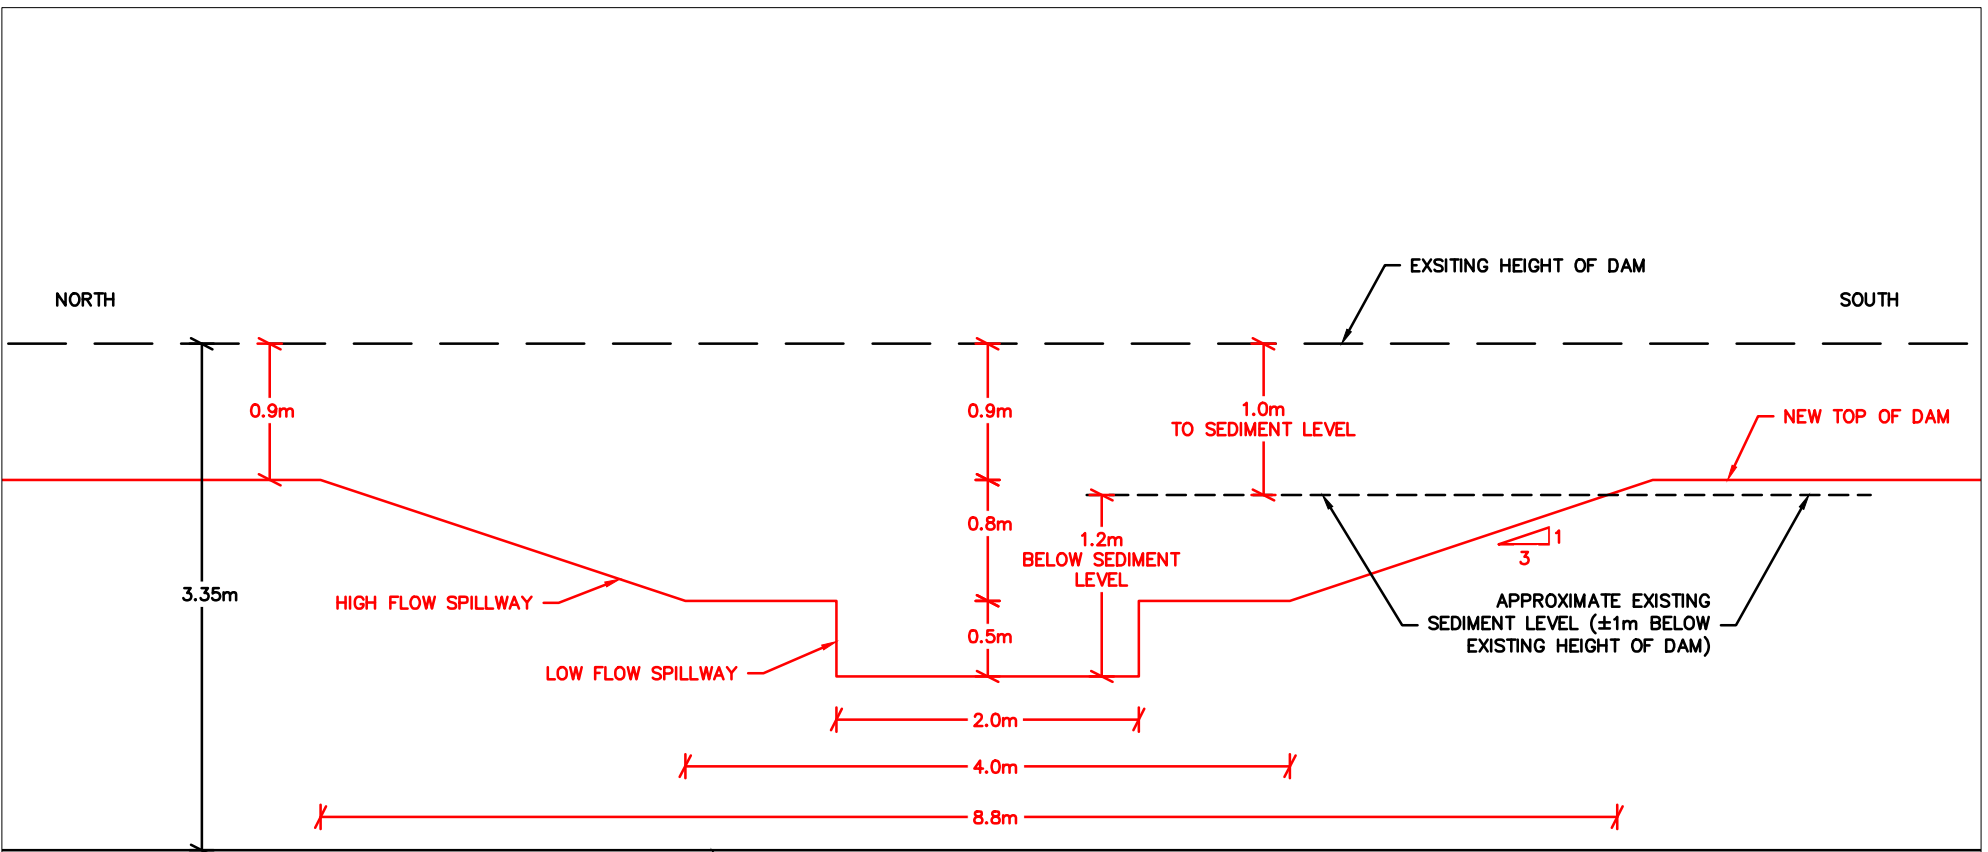 EXSITING HEIGHT OF DAM
NORTH
SOUTH
0.9m
0.9m
1.0m
TO SEDIMENT LEVEL
NEW TOP OF DAM
0.8m
1.2m
BELOW SEDIMENT
LEVEL
1
3
3.35m
HIGH FLOW SPILLWAY
APPROXIMATE EXISTING
SEDIMENT LEVEL (±1m BELOW
EXISTING HEIGHT OF DAM)
0.5m
LOW FLOW SPILLWAY
2.0m
4.0m
8.8m